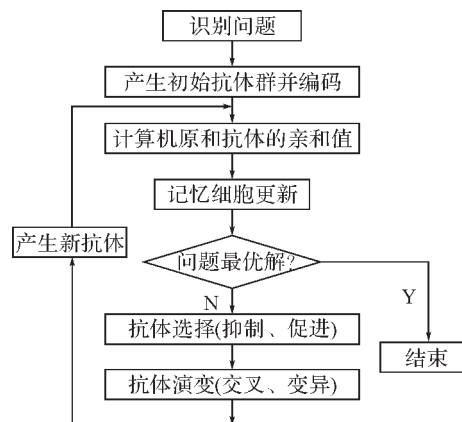 识别问题
产生初始抗体群并编码
计算机原和抗体的亲和值
记忆细胞更新
产生新抗体
问题最优解?
N
Y
抗体选择(抑制、促进)
结束
抗体演变(交叉、变异)